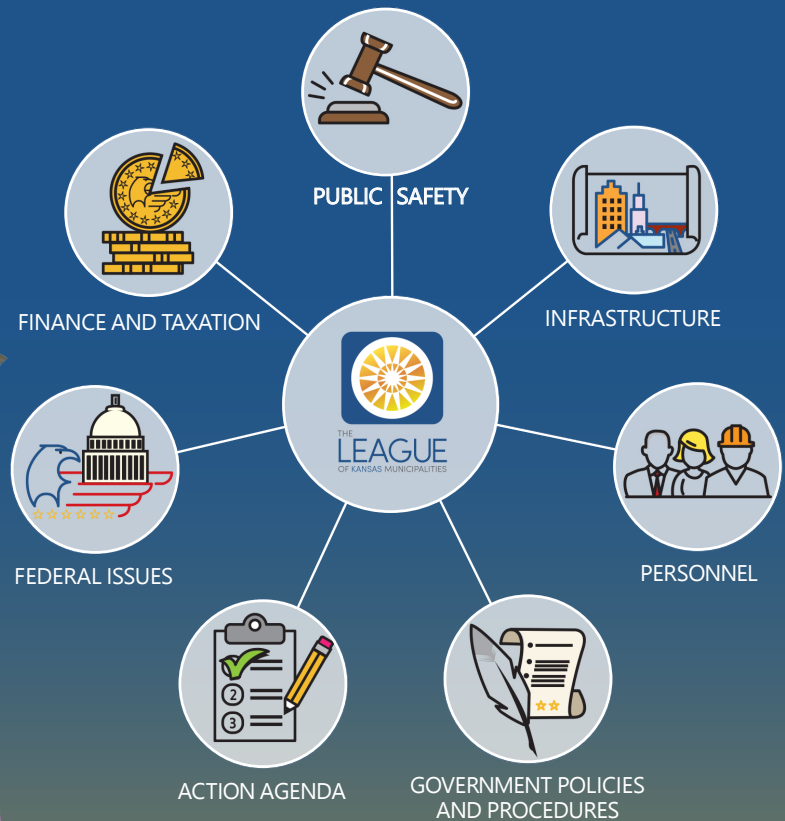 PUBLIC SAFETY
FINANCE AND TAXATION
INFRASTRUCTURE
THE
LEAGUE
OF KANSAS MUNICIPALITIES
FEDERAL ISSUES
PERSONNEL
2
3
ACTION AGENDA
GOVERNMENT POLICIES
AND PROCEDURES